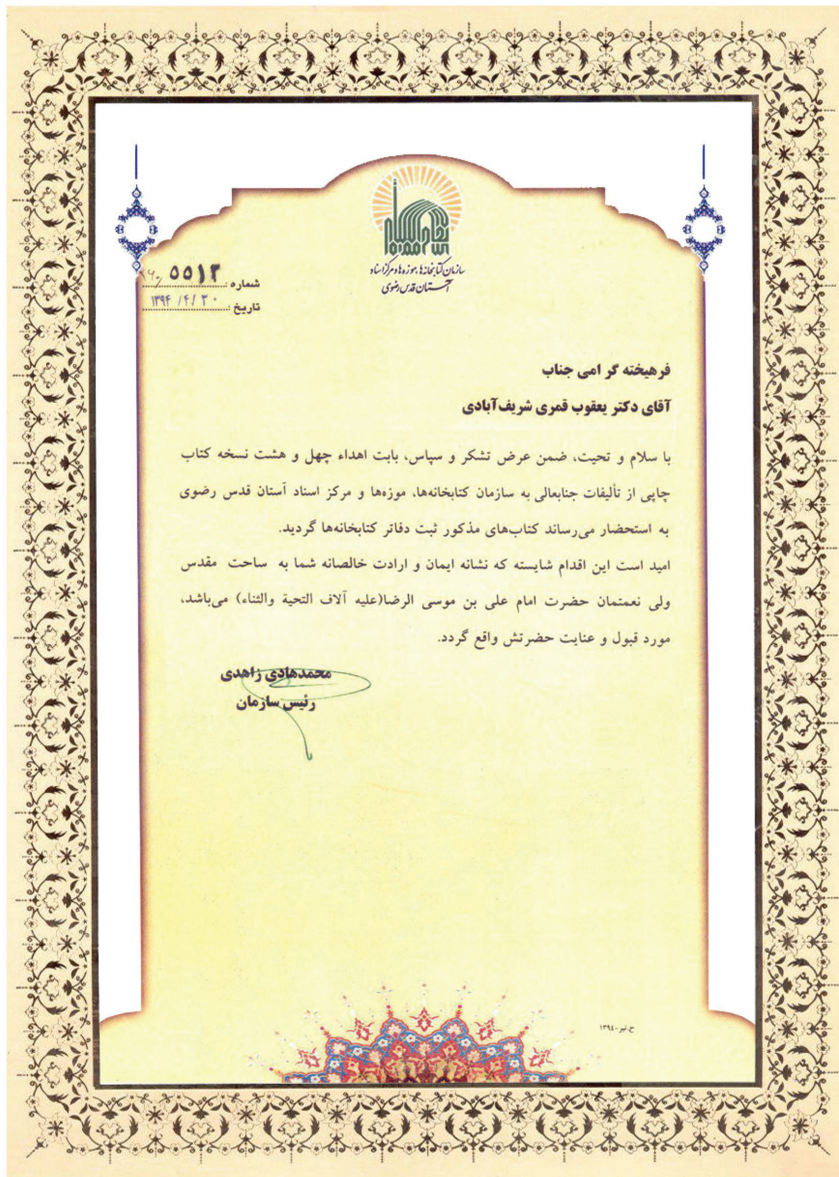 سازمان کتابخانه‌ها، موزه‌ها و مرکز اسناد
آستان قدس رضوی
شماره : ۵۵۱۳
تاریخ : ۱۳۹۴ / ۴ / ۳۰
فرهیخته گرامی جناب
آقای دکتر یعقوب قمری شریف‌آبادی
با سلام و تحیت، ضمن عرض تشکر و سپاس، بابت اهداء چهل و هشت نسخه کتاب
چاپی از تألیفات جنابعالی به سازمان کتابخانه‌ها، موزه‌ها و مرکز اسناد آستان قدس رضوی
به استحضار می‌رساند کتاب‌های مذکور ثبت دفاتر کتابخانه‌ها گردید.
امید است این اقدام شایسته که نشانه ایمان و ارادت خالصانه شما به ساحت مقدس
ولی نعمتمان حضرت امام علی بن موسی الرضا(علیه آلاف التحیة والثناء) می‌باشد،
مورد قبول و عنایت حضرتش واقع گردد.
محمدهادی زاهدی
رئیس سازمان
ح.تیر-۱۳۹٤